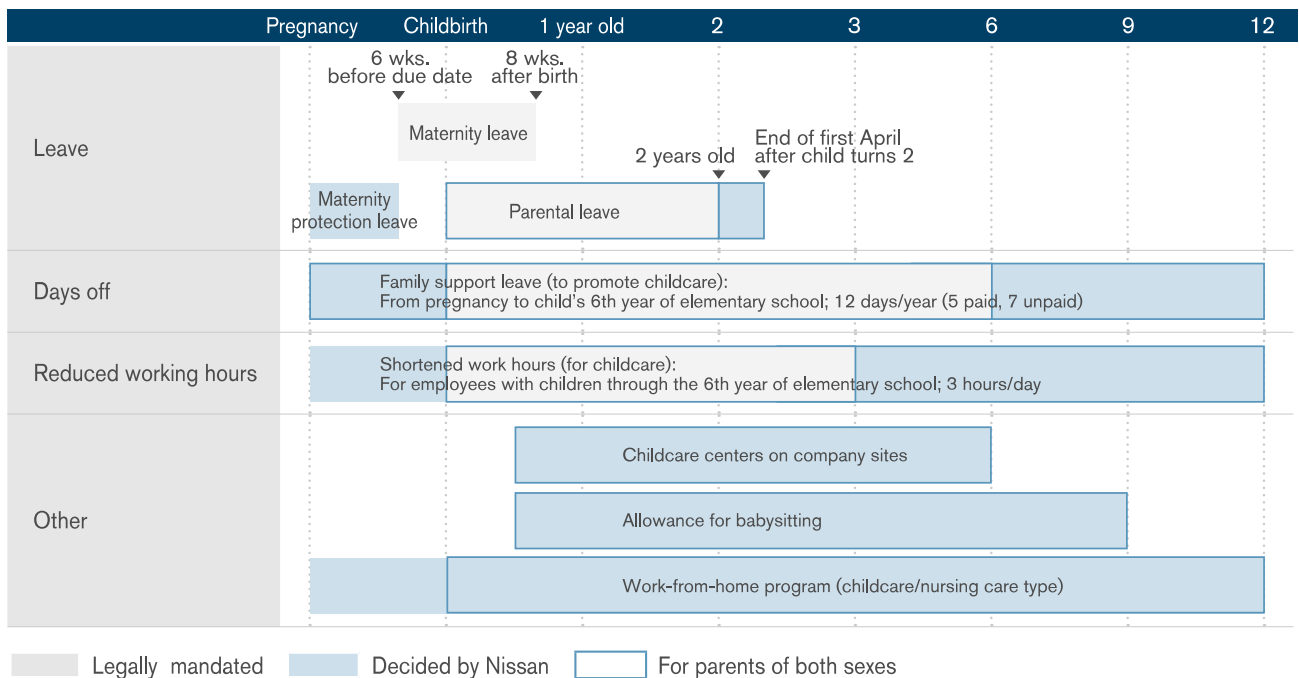 Pregnancy Childbirth 1 year old 2 3 6 9 12
6 wks.
before due date
8 wks.
after birth
Leave
Maternity leave
2 years old
End of first April
after child turns 2
Maternity
protection leave
Parental leave
Days off
Family support leave (to promote childcare):
From pregnancy to child's 6th year of elementary school; 12 days/year (5 paid, 7 unpaid)
Reduced working hours
Shortened work hours (for childcare):
For employees with children through the 6th year of elementary school; 3 hours/day
Other
Childcare centers on company sites
Allowance for babysitting
Work-from-home program (childcare/nursing care type)
Legally mandated Decided by Nissan For parents of both sexes